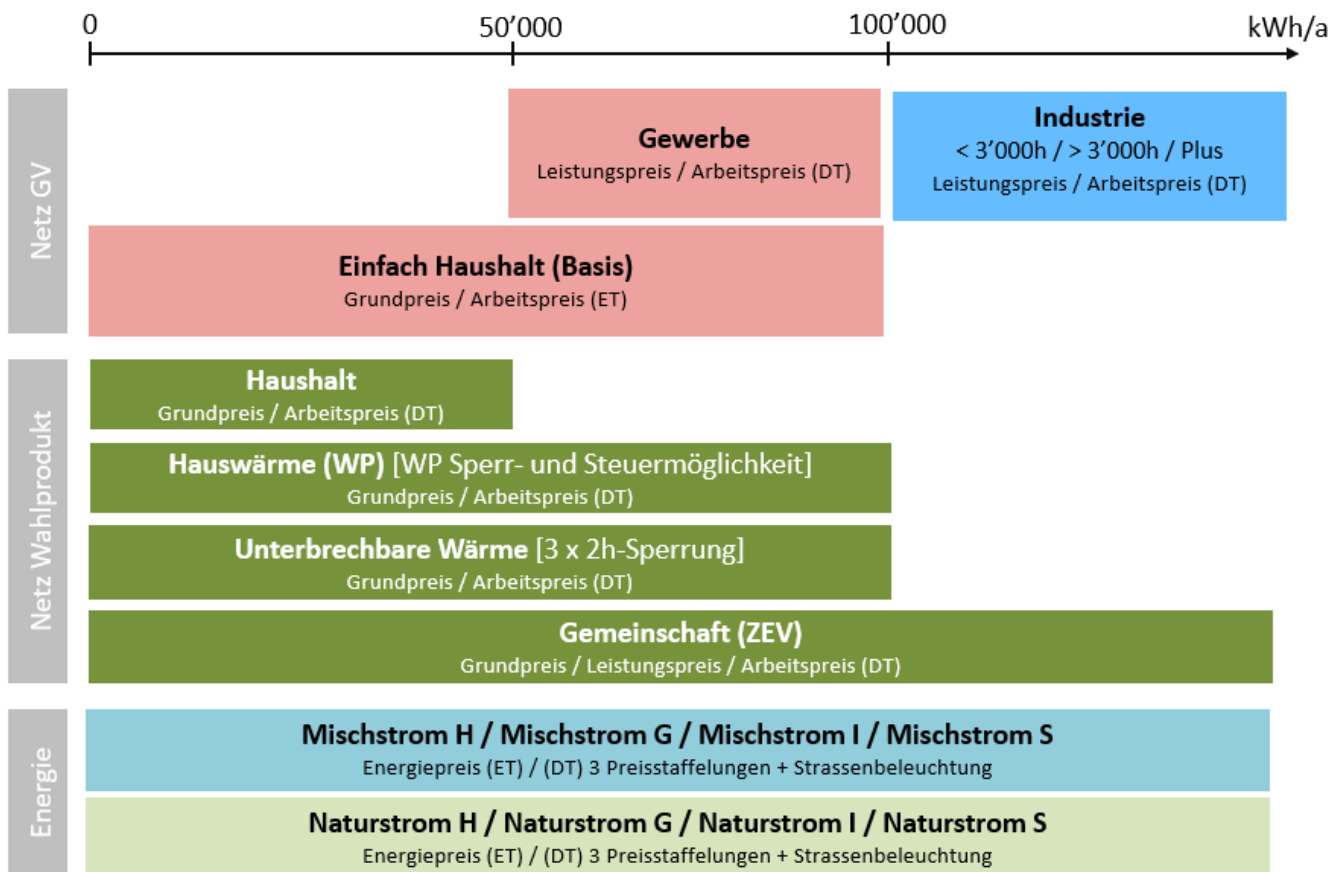 0 50’000 100’000 kWh/a
Netz GV
Gewerbe
Leistungspreis / Arbeitspreis (DT)
Industrie
< 3’000h / > 3’000h / Plus
Leistungspreis / Arbeitspreis (DT)
Einfach Haushalt (Basis)
Grundpreis / Arbeitspreis (ET)
Netz Wahlprodukt
Haushalt
Grundpreis / Arbeitspreis (DT)
Hauswärme (WP) [WP Sperr- und Steuermöglichkeit]
Grundpreis / Arbeitspreis (DT)
Unterbrechbare Wärme [3 x 2h-Sperrung]
Grundpreis / Arbeitspreis (DT)
Gemeinschaft (ZEV)
Grundpreis / Leistungspreis / Arbeitspreis (DT)
Energie
Mischstrom H / Mischstrom G / Mischstrom I / Mischstrom S
Energiepreis (ET) / (DT) 3 Preisstaffelungen + Strassenbeleuchtung
Naturstrom H / Naturstrom G / Naturstrom I / Naturstrom S
Energiepreis (ET) / (DT) 3 Preisstaffelungen + Strassenbeleuchtung